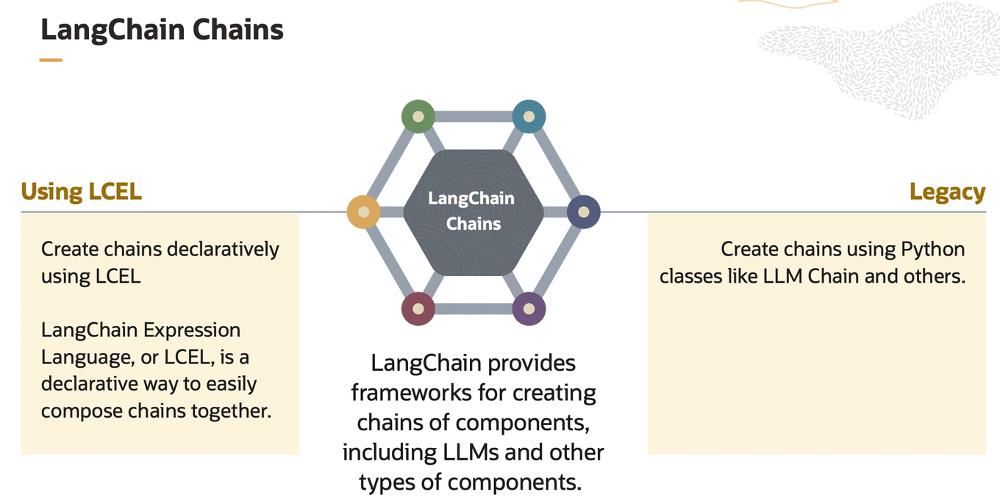 LangChain Chains
Using LCEL
Create chains declaratively
using LCEL
LangChain Expression
Language, or LCEL, is a
declarative way to easily
compose chains together.
LangChain
Chains
LangChain provides
frameworks for creating
chains of components,
including LLMs and other
types of components.
Legacy
Create chains using Python
classes like LLM Chain and others.